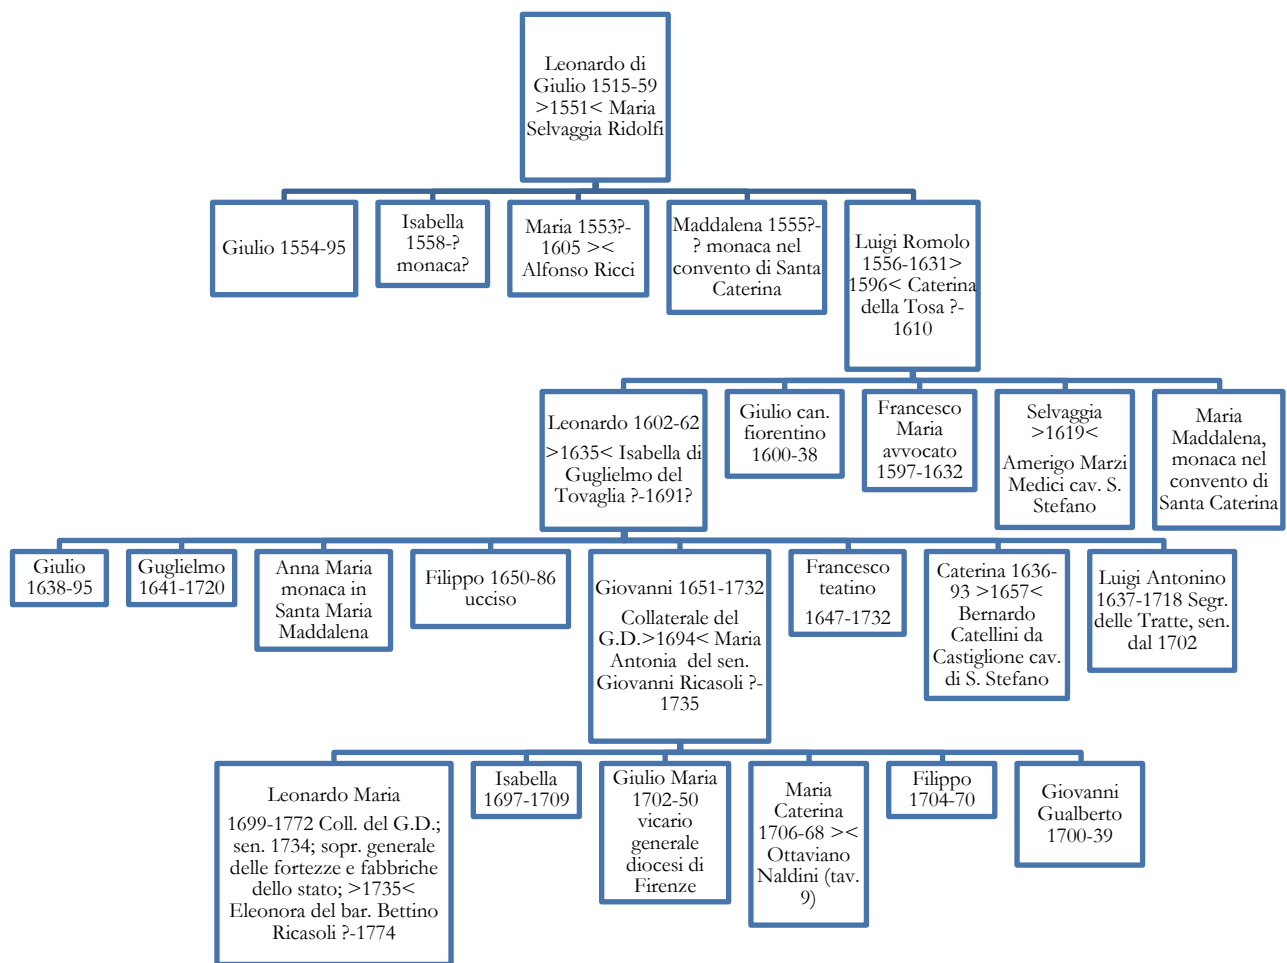 Leonardo di
Giulio 1515-59
>1551< Maria
Selvaggia Ridolfi
Giulio 1554-95
Isabella
1558-?
monaca?
Maria 1553?-
1605 ><
Alfonso Ricci
Maddalena 1555?-
? monaca nel
convento di Santa
Caterina
Luigi Romolo
1556-1631>
1596< Caterina
della Tosa ?-
1610
Leonardo 1602-62
>1635< Isabella di
Guglielmo del
Tovaglia ?-1691?
Giulio can.
fiorentino
1600-38
Francesco
Maria
avvocato
1597-1632
Selvaggia
>1619<
Amerigo Marzi
Medici cav. S.
Stefano
Maria
Maddalena,
monaca nel
convento di
Santa Caterina
Giulio
1638-95
Guglielmo
1641-1720
Anna Maria
monaca in
Santa Maria
Maddalena
Filippo 1650-86
ucciso
Giovanni 1651-1732
Collaterale del
G.D.>1694< Maria
Antonia  del sen.
Giovanni Ricasoli ?-
1735
Francesco
teatino
1647-1732
Caterina 1636-
93 >1657<
Bernardo
Catellini da
Castiglione cav.
di S. Stefano
Luigi Antonino
1637-1718 Segr.
delle Tratte, sen.
dal 1702
Leonardo Maria
1699-1772 Coll. del G.D.;
sen. 1734; sopr. generale
delle fortezze e fabbriche
dello stato; >1735<
Eleonora del bar. Bettino
Ricasoli ?-1774
Isabella
1697-1709
Giulio Maria
1702-50
vicario
generale
diocesi di
Firenze
Maria
Caterina
1706-68 ><
Ottaviano
Naldini (tav.
9)
Filippo
1704-70
Giovanni
Gualberto
1700-39